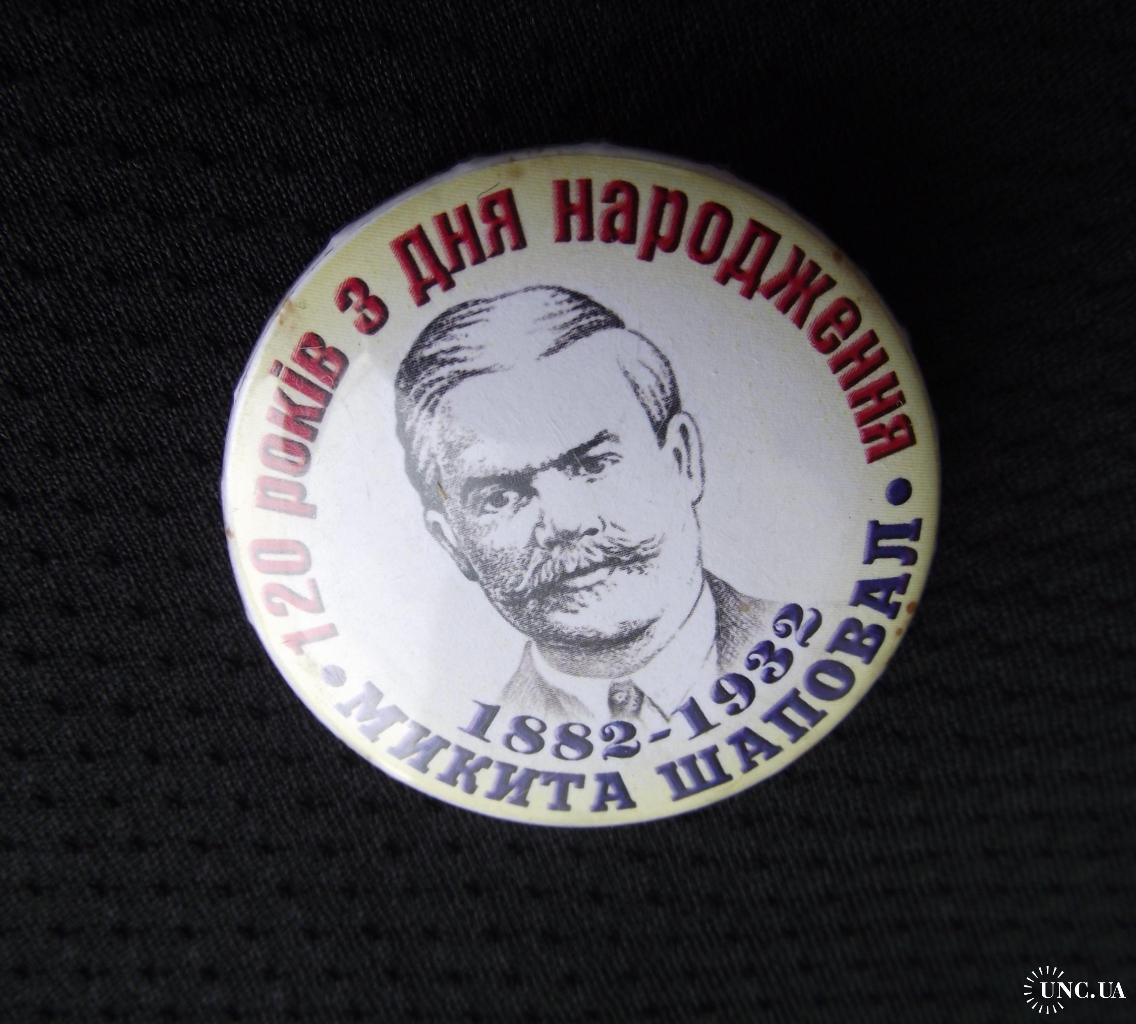 120 років з дня народження
1882-1932
• МИКИТА ШАПОВАЛ •
UNC.UA